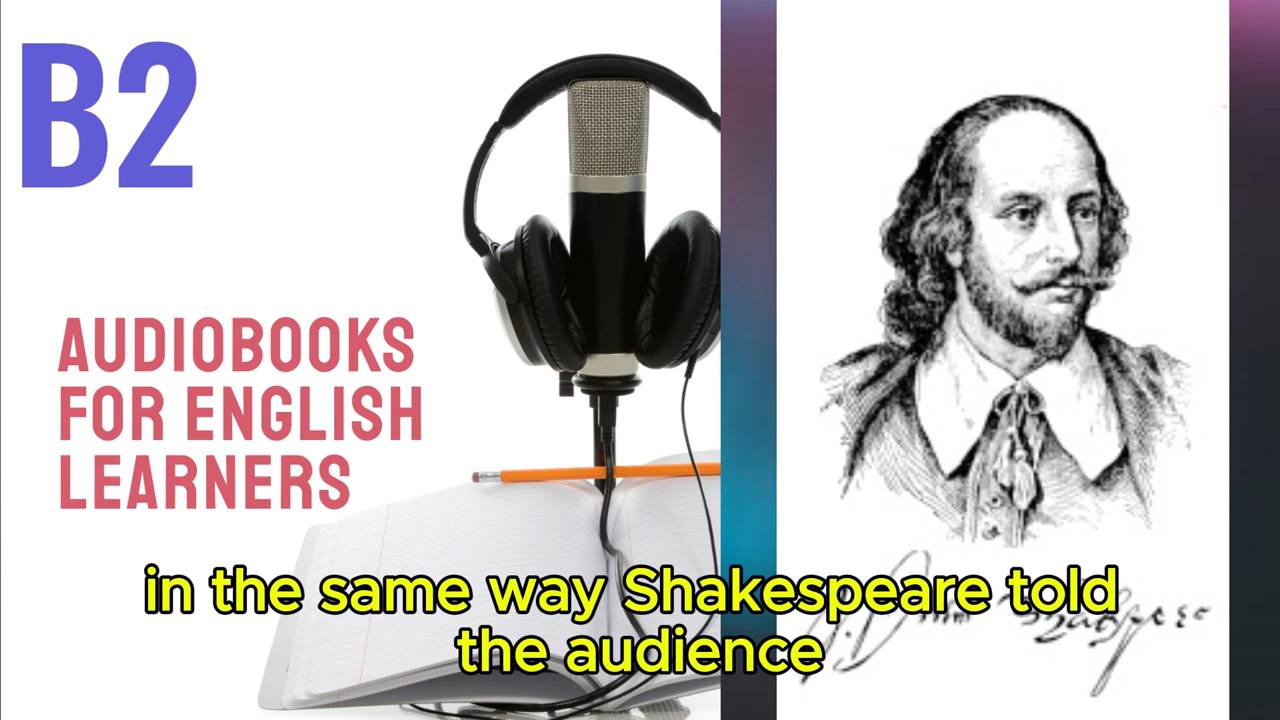 B2
AUDIOBOOKS
FOR ENGLISH
LEARNERS
in the same way Shakespeare told
the audience